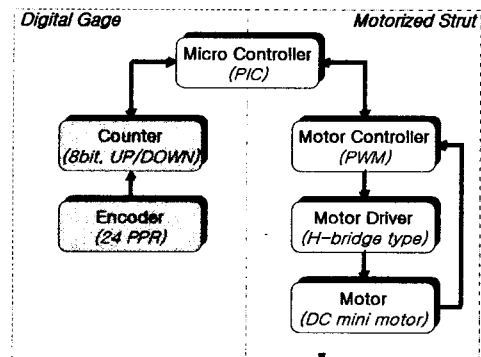 Digital Gage
Motorized Strut
Micro Controller
(PIC)
Counter
(8bit, UP/DOWN)
Encoder
(24 PPR)
Motor Controller
(PWM)
Motor Driver
(H-bridge type)
Motor
(DC mini motor)